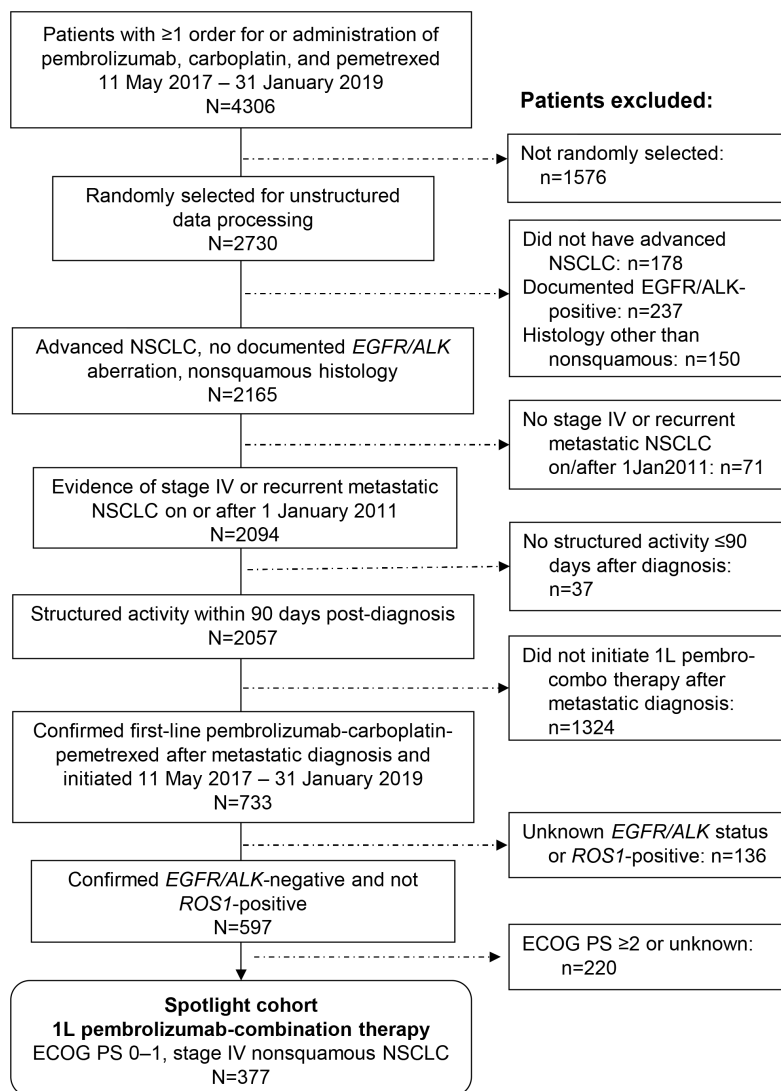 Patients with ≥1 order for or administration of
pembrolizumab, carboplatin, and pemetrexed
11 May 2017 – 31 January 2019
N=4306
Patients excluded:
Not randomly selected:
n=1576
Randomly selected for unstructured
data processing
N=2730
Did not have advanced
NSCLC: n=178
Documented EGFR/ALK-
positive: n=237
Histology other than
nonsquamous: n=150
Advanced NSCLC, no documented EGFR/ALK
aberration, nonsquamous histology
N=2165
No stage IV or recurrent
metastatic NSCLC
on/after 1Jan2011: n=71
Evidence of stage IV or recurrent metastatic
NSCLC on or after 1 January 2011
N=2094
No structured activity ≤90
days after diagnosis:
n=37
Structured activity within 90 days post-diagnosis
N=2057
Did not initiate 1L pembro-
combo therapy after
metastatic diagnosis:
n=1324
Confirmed first-line pembrolizumab-carboplatin-
pemetrexed after metastatic diagnosis and
initiated 11 May 2017 – 31 January 2019
N=733
Unknown EGFR/ALK status
or ROS1-positive: n=136
Confirmed EGFR/ALK-negative and not
ROS1-positive
N=597
ECOG PS ≥2 or unknown:
n=220
Spotlight cohort
1L pembrolizumab-combination therapy
ECOG PS 0–1, stage IV nonsquamous NSCLC
N=377